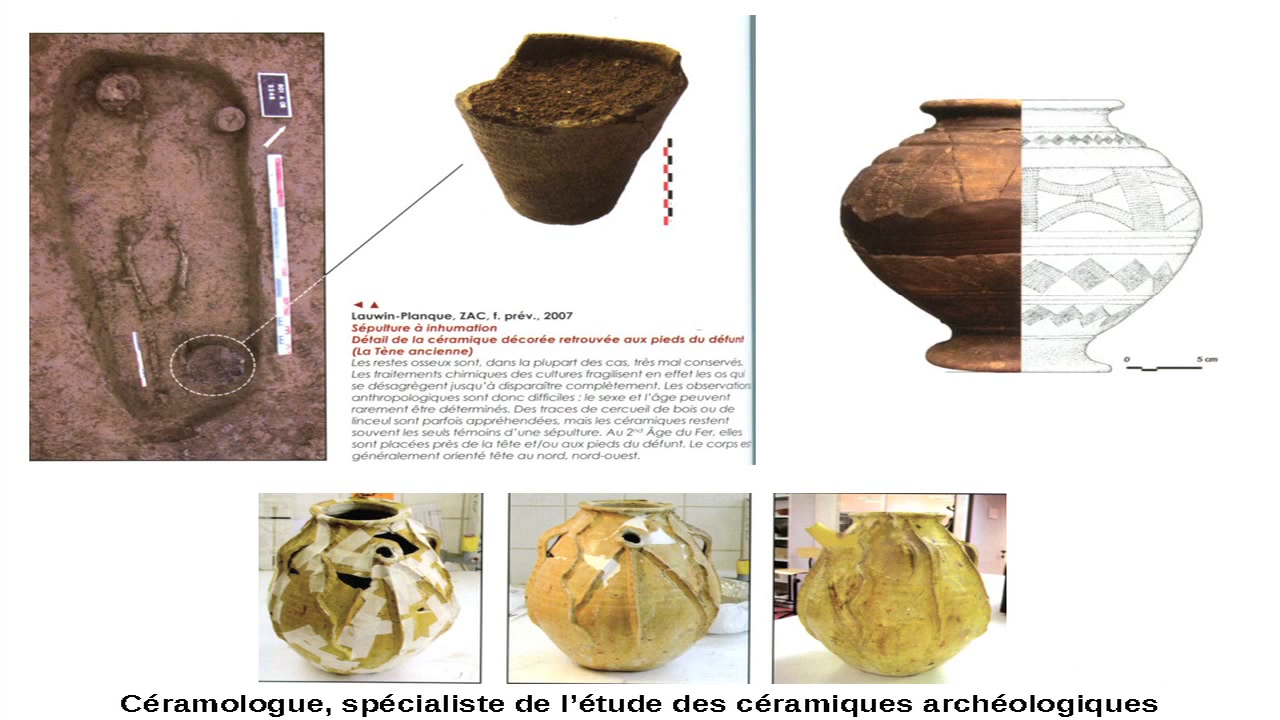 Lauwin-Planque, ZAC, f. prév., 2007
Sépulture à inhumation
Détail de la céramique décorée retrouvée aux pieds du défunt
(La Tène ancienne)
Les restes osseux sont, dans la plupart des cas, très mal conservés.
Les traitements chimiques des cultures fragilisent en effet les os qui
se désagrègent jusqu'à disparaître complètement. Les observations
anthropologiques sont donc difficiles : le sexe et l'âge peuvent
rarement être déterminés. Des traces de cercueil de bois ou de
linceul sont parfois appréhendées, mais les céramiques restent
souvent les seuls témoins d'une sépulture. Au 2nd Âge du Fer, elles
sont placées près de la tête et/ou aux pieds du défunt. Le corps est
généralement orienté tête au nord, nord-ouest.
0 5 cm
Céramologue, spécialiste de l'étude des céramiques archéologiques